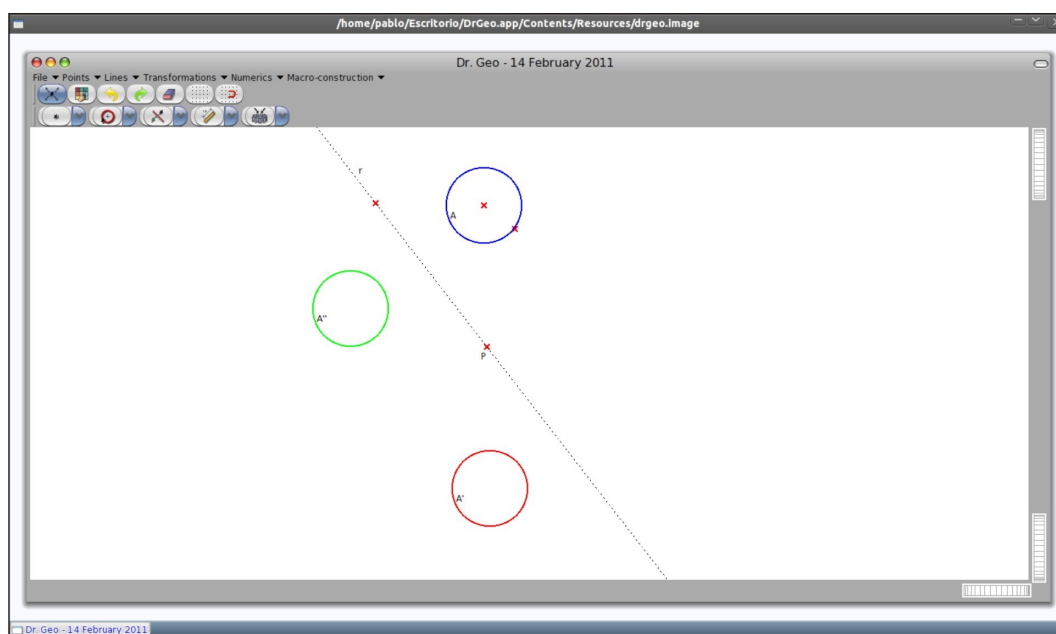 /home/pablo/Escritorio/DrGeo.app/Contents/Resources/drgeo.image
Dr. Geo - 14 February 2011
File Points Lines Transformations Numerics Macro-construction
r
A
A''
P
A'
Dr. Geo - 14 February 2011